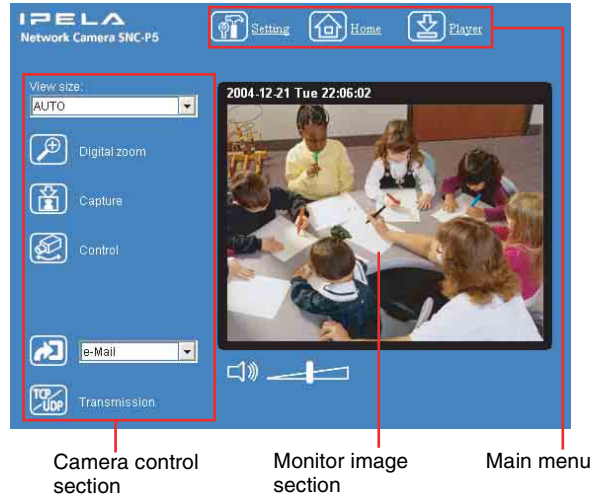 IPELA
Network Camera SNC-P5
Setting
Home
Player
View size:
AUTO
2004-12-21 Tue 22:06:02
Digital zoom
Capture
Control
e-Mail
TCP/UDP
Transmission
Camera control section
Monitor image section
Main menu